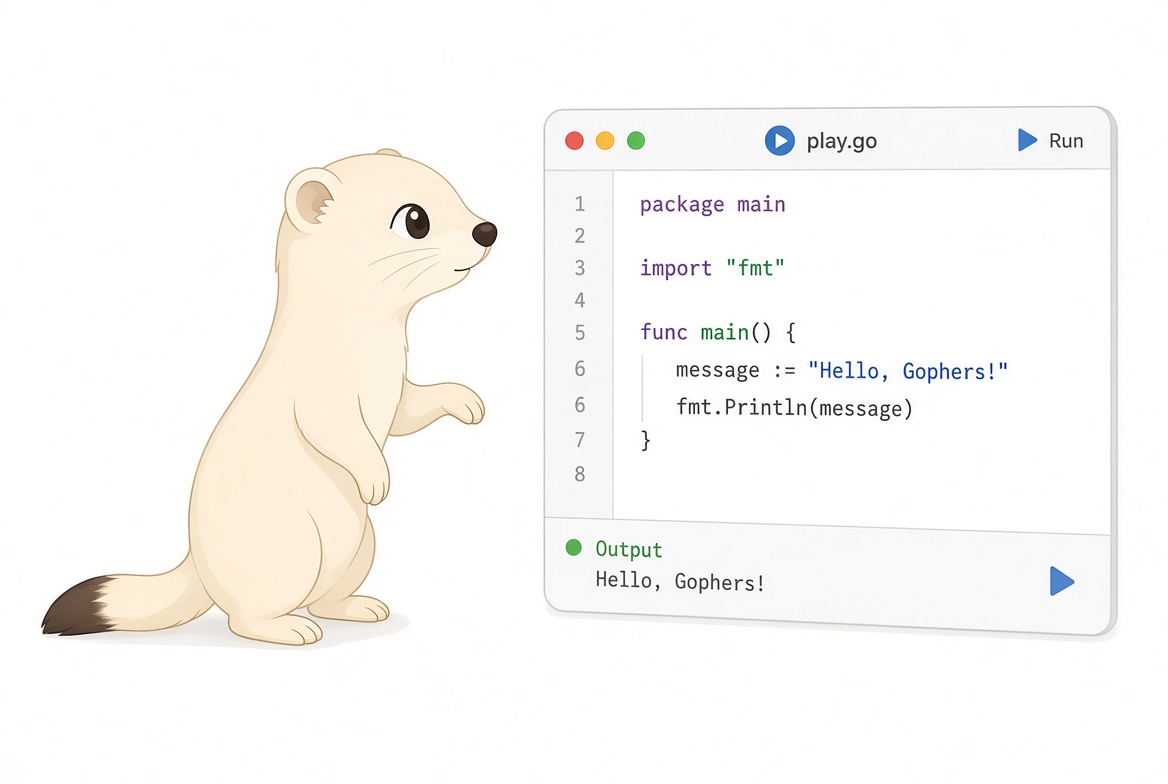 play.go
Run
1 package main
2
3 import "fmt"
4
5 func main() {
6 message := "Hello, Gophers!"
6 fmt.Println(message)
7 }
8
Output
Hello, Gophers!